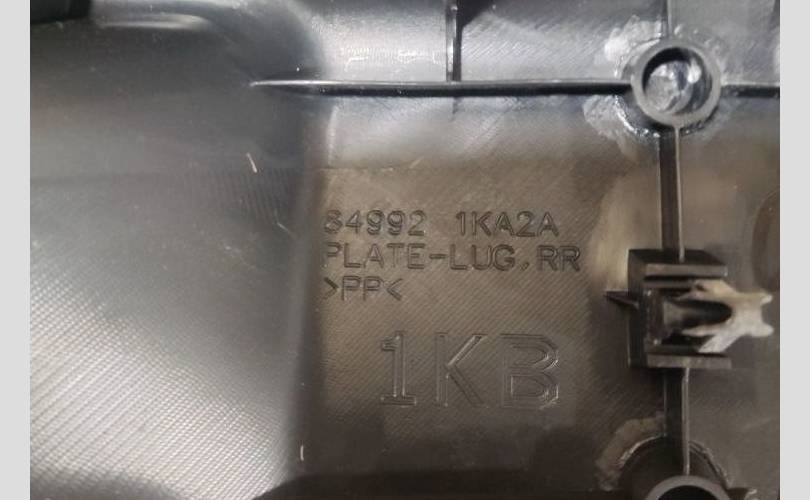 84992 1KA2A
PLATE-LUG,RR
>PP<
1KB